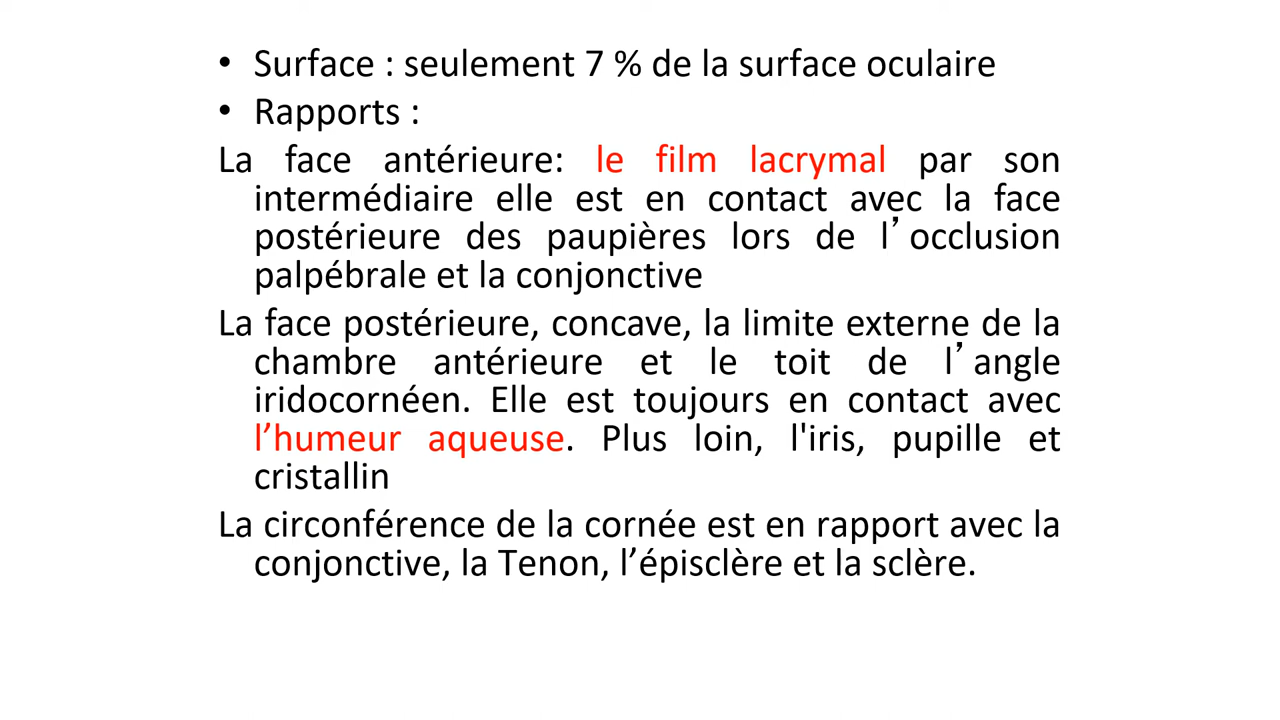 • Surface : seulement 7 % de la surface oculaire
• Rapports :
La face antérieure: le film lacrymal par son
intermédiaire elle est en contact avec la face
postérieure des paupières lors de l’occlusion
palpébrale et la conjonctive
La face postérieure, concave, la limite externe de la
chambre antérieure et le toit de l’angle
iridocornéen. Elle est toujours en contact avec
l’humeur aqueuse. Plus loin, l'iris, pupille et
cristallin
La circonférence de la cornée est en rapport avec la
conjonctive, la Tenon, l’épisclère et la sclère.